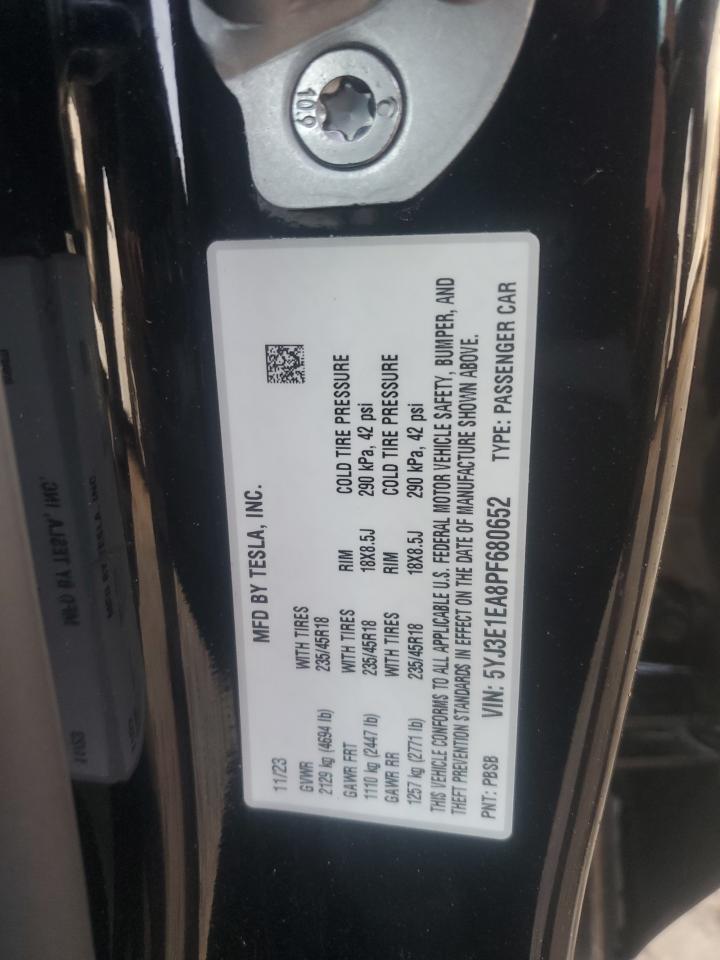 10.9
MFD BY TESLA, INC.
11/23
GVWR WITH TIRES
2129 kg (4694 lb) 235/45R18
GAWR FRT WITH TIRES RIM COLD TIRE PRESSURE
1110 kg (2447 lb) 235/45R18 18X8.5J 290 kPa, 42 psi
GAWR RR WITH TIRES RIM COLD TIRE PRESSURE
1257 kg (2771 lb) 235/45R18 18X8.5J 290 kPa, 42 psi
THIS VEHICLE CONFORMS TO ALL APPLICABLE U.S. FEDERAL MOTOR VEHICLE SAFETY, BUMPER, AND
THEFT PREVENTION STANDARDS IN EFFECT ON THE DATE OF MANUFACTURE SHOWN ABOVE.
PNT: PBSB VIN: 5YJ3E1EA8PF680652 TYPE: PASSENGER CAR